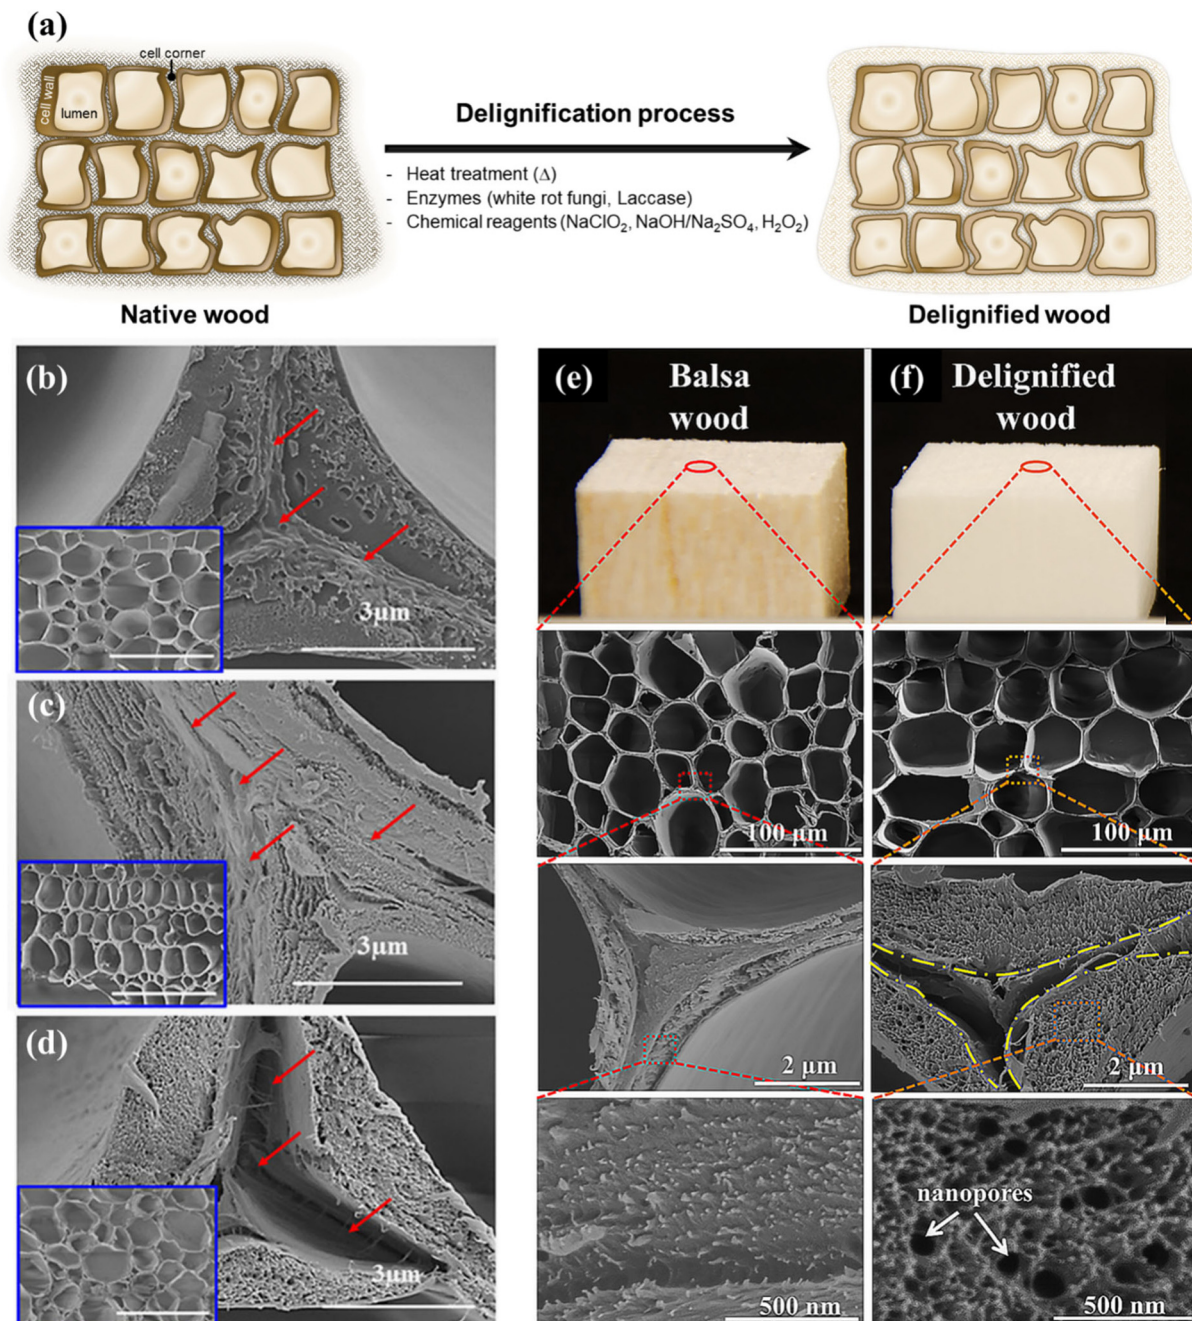 (a)
cell corner
cell wall
lumen
Delignification process
- Heat treatment (Δ)
- Enzymes (white rot fungi, Laccase)
- Chemical reagents (NaClO₂, NaOH/Na₂SO₄, H₂O₂)
Native wood
Delignified wood
(b)
3μm
(c)
3μm
(d)
3μm
(e)
Balsa
wood
100 μm
2 μm
500 nm
(f)
Delignified
wood
100 μm
2 μm
nanopores
500 nm